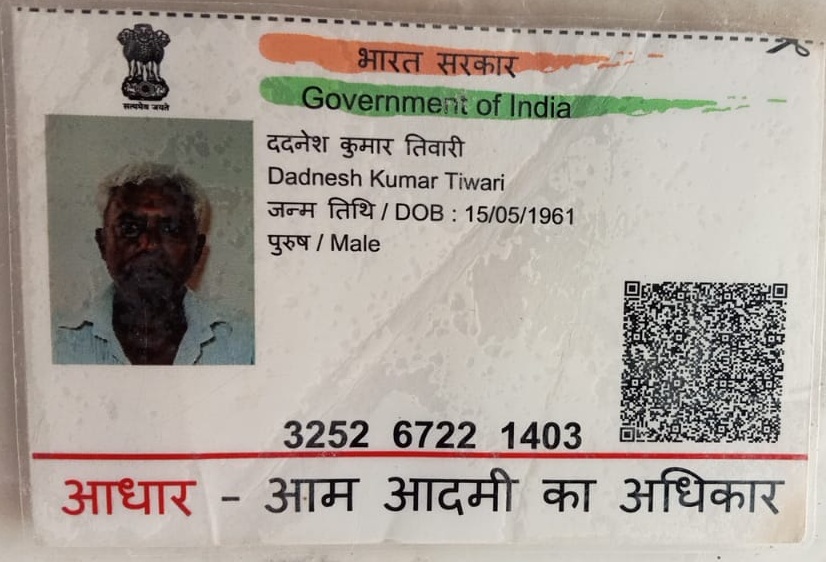 भारत सरकार
Government of India
सत्यमेव जयते
ददनेश कुमार तिवारी
Dadnesh Kumar Tiwari
जन्म तिथि / DOB : 15/05/1961
पुरुष / Male
3252 6722 1403
आधार - आम आदमी का अधिकार